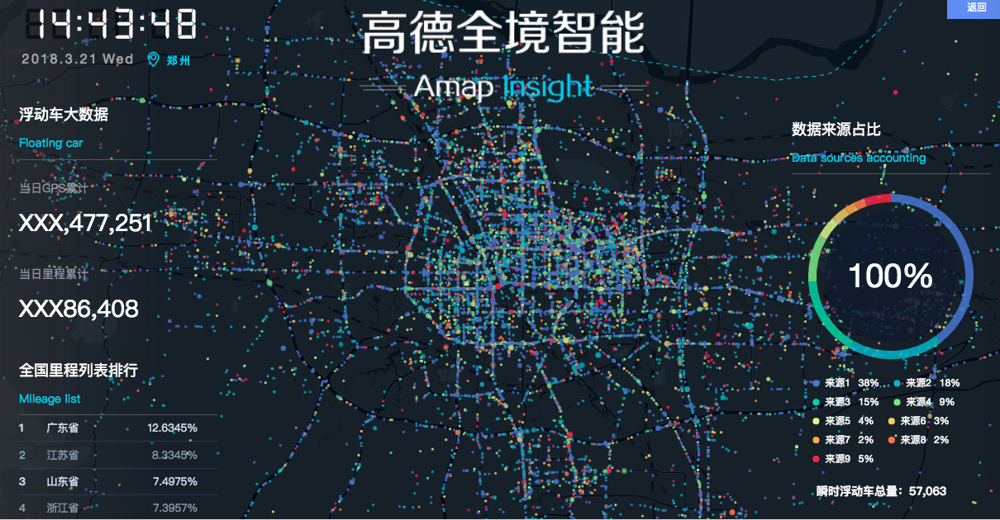 14:43:48
2018.3.21 Wed 郑州
高德全境智能
Amap Insight
返回
浮动车大数据
Floating car
当日GPS累计
XXX,477,251
当日里程累计
XXX86,408
全国里程列表排行
Mileage list
1 广东省 12.6345%
2 江苏省 8.3345%
3 山东省 7.4975%
4 浙江省 7.3957%
数据来源占比
Data sources accounting
100%
来源1 38% 来源2 18%
来源3 15% 来源4 9%
来源5 4% 来源6 3%
来源7 2% 来源8 2%
来源9 5%
瞬时浮动车总量：57,063